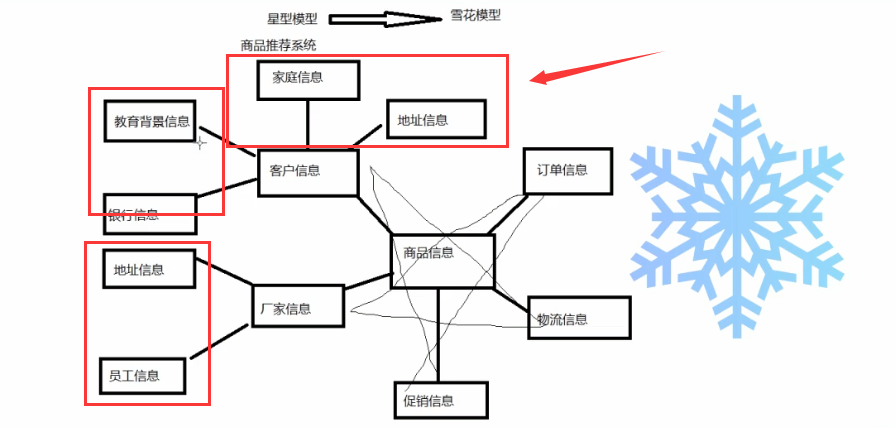 星型模型
雪花模型
商品推荐系统
家庭信息
教育背景信息
地址信息
客户信息
订单信息
银行信息
商品信息
地址信息
厂家信息
物流信息
员工信息
促销信息